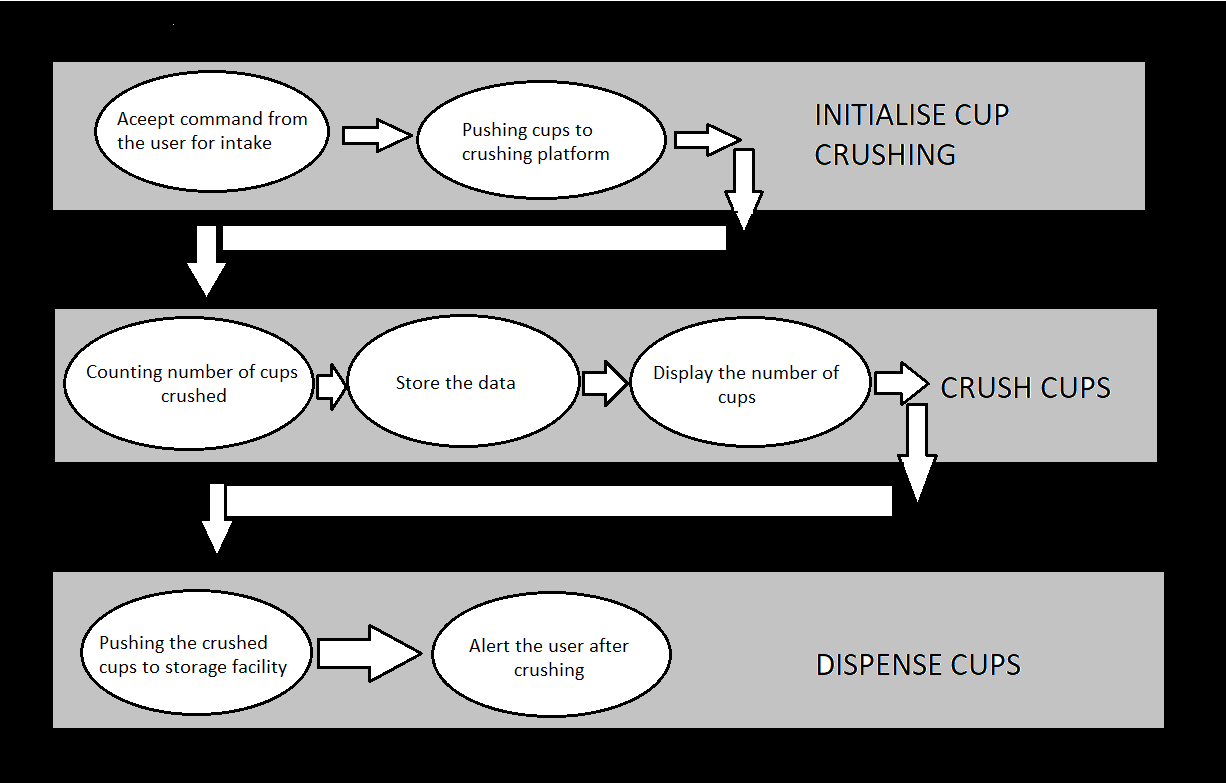 Aceept command from
the user for intake
Pushing cups to
crushing platform
INITIALISE CUP
CRUSHING
Counting number of cups
crushed
Store the data
Display the number of
cups
CRUSH CUPS
Pushing the crushed
cups to storage facility
Alert the user after
crushing
DISPENSE CUPS